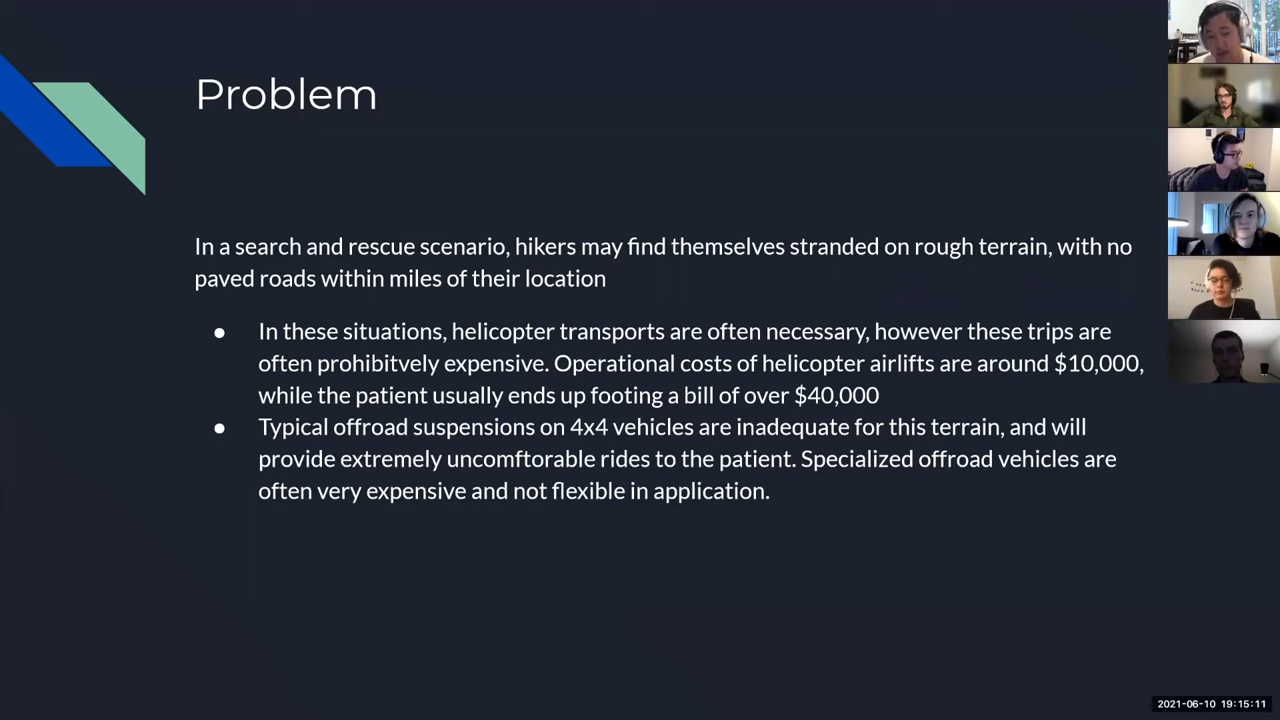 Problem
In a search and rescue scenario, hikers may find themselves stranded on rough terrain, with no
paved roads within miles of their location
● In these situations, helicopter transports are often necessary, however these trips are
often prohibitvely expensive. Operational costs of helicopter airlifts are around $10,000,
while the patient usually ends up footing a bill of over $40,000
● Typical offroad suspensions on 4x4 vehicles are inadequate for this terrain, and will
provide extremely uncomftorable rides to the patient. Specialized offroad vehicles are
often very expensive and not flexible in application.
2021-06-10 19:15:11